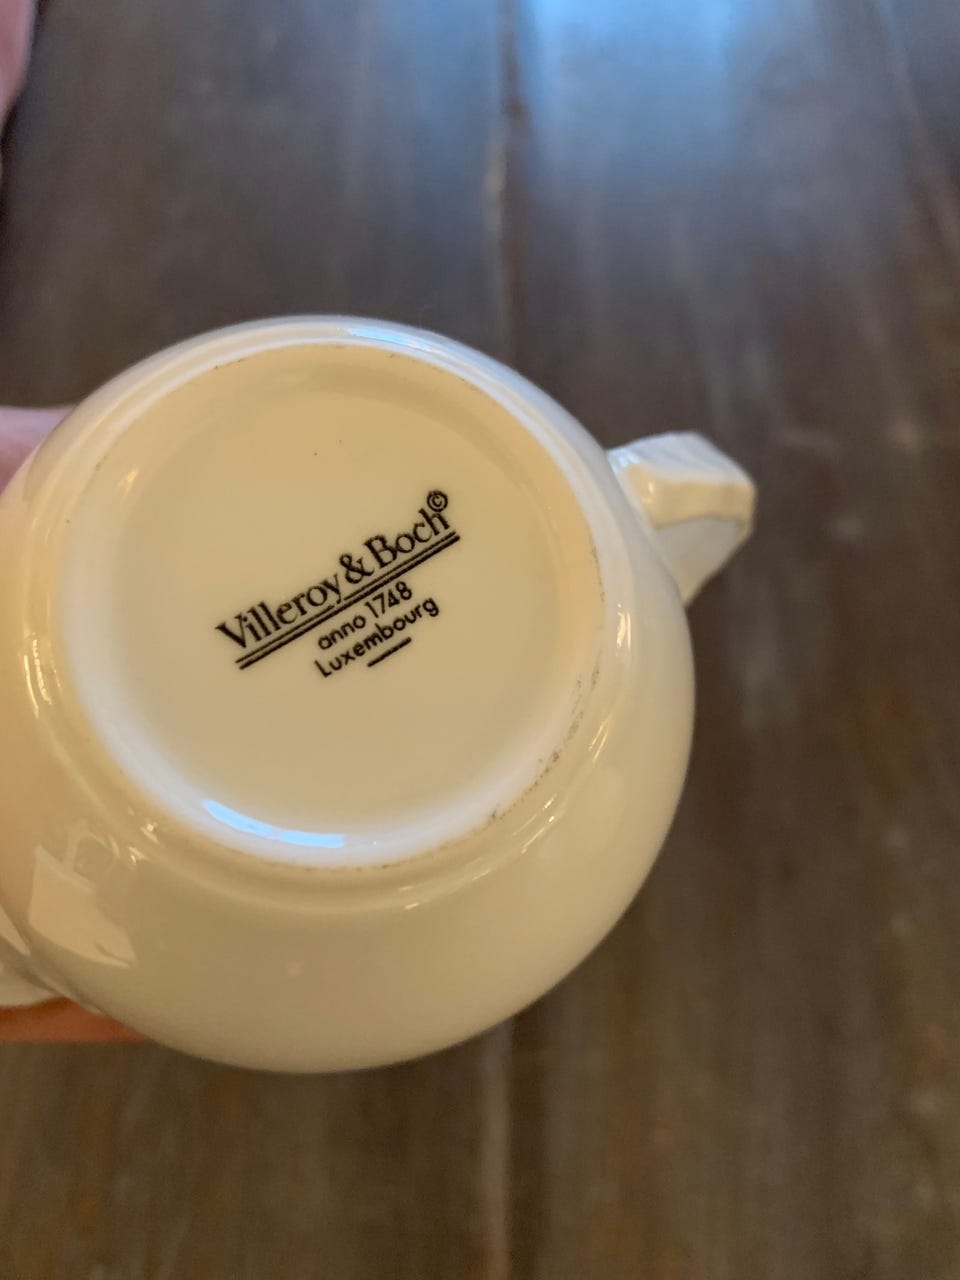 Villeroy & Boch©
anno 1748
Luxembourg